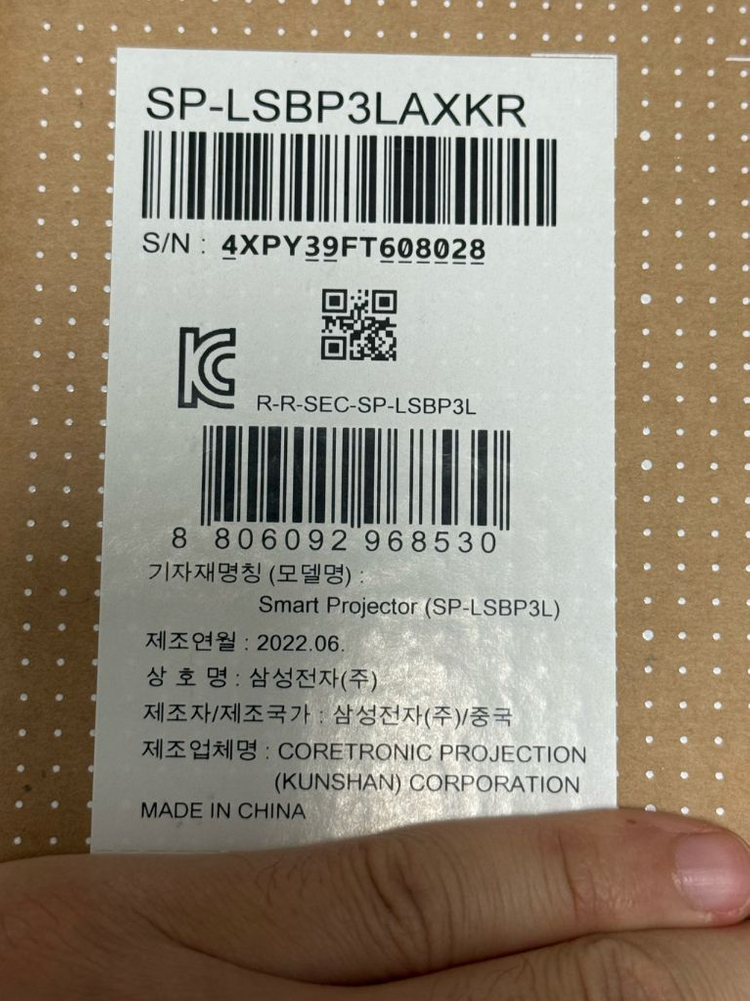 SP-LSBP3LAXKR
S/N : 4XPY39FT608028
R-R-SEC-SP-LSBP3L
8 806092 968530
기자재명칭 (모델명) :
Smart Projector (SP-LSBP3L)
제조연월 : 2022.06.
상 호 명 : 삼성전자(주)
제조자/제조국가 : 삼성전자(주)/중국
제조업체명 : CORETRONIC PROJECTION
(KUNSHAN) CORPORATION
MADE IN CHINA